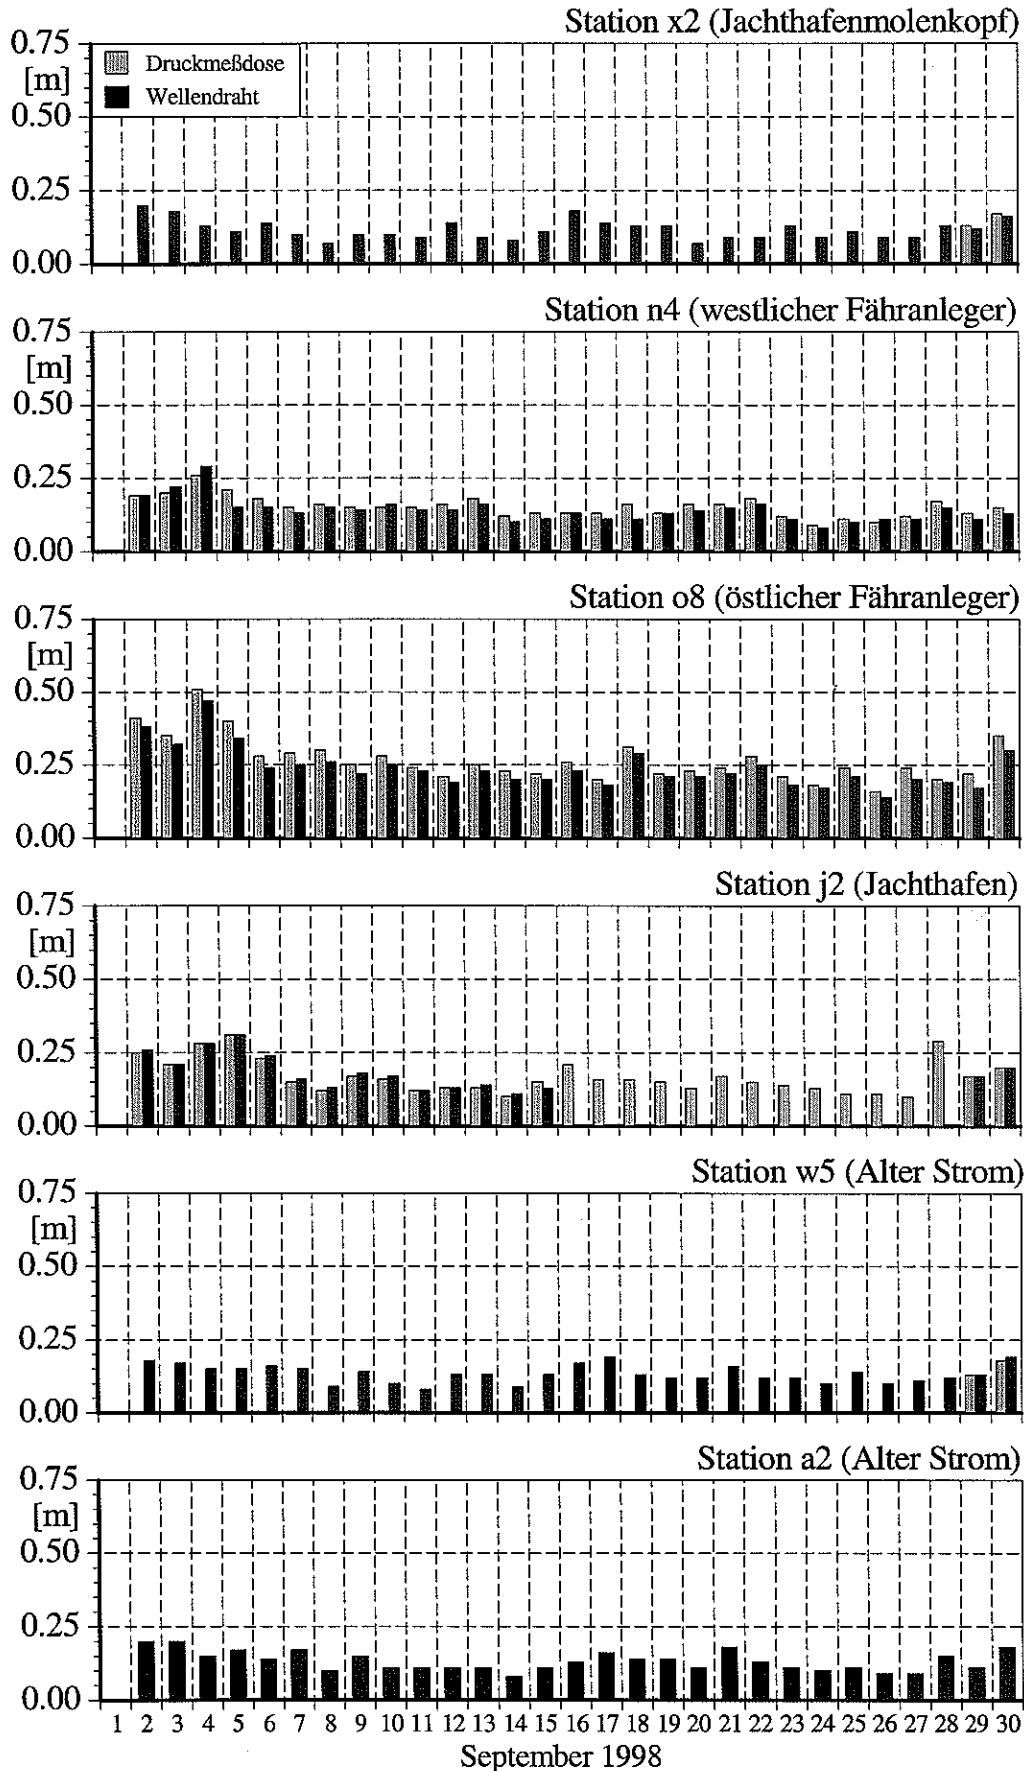 Station x2 (Jachthafenmolenkopf)
0.75
[m]
0.50
0.25
0.00
Druckmeßdose
Wellendraht
Station n4 (westlicher Fähranleger)
0.75
[m]
0.50
0.25
0.00
Station o8 (östlicher Fähranleger)
0.75
[m]
0.50
0.25
0.00
Station j2 (Jachthafen)
0.75
[m]
0.50
0.25
0.00
Station w5 (Alter Strom)
0.75
[m]
0.50
0.25
0.00
Station a2 (Alter Strom)
0.75
[m]
0.50
0.25
0.00
1 2 3 4 5 6 7 8 9 10 11 12 13 14 15 16 17 18 19 20 21 22 23 24 25 26 27 28 29 30
September 1998